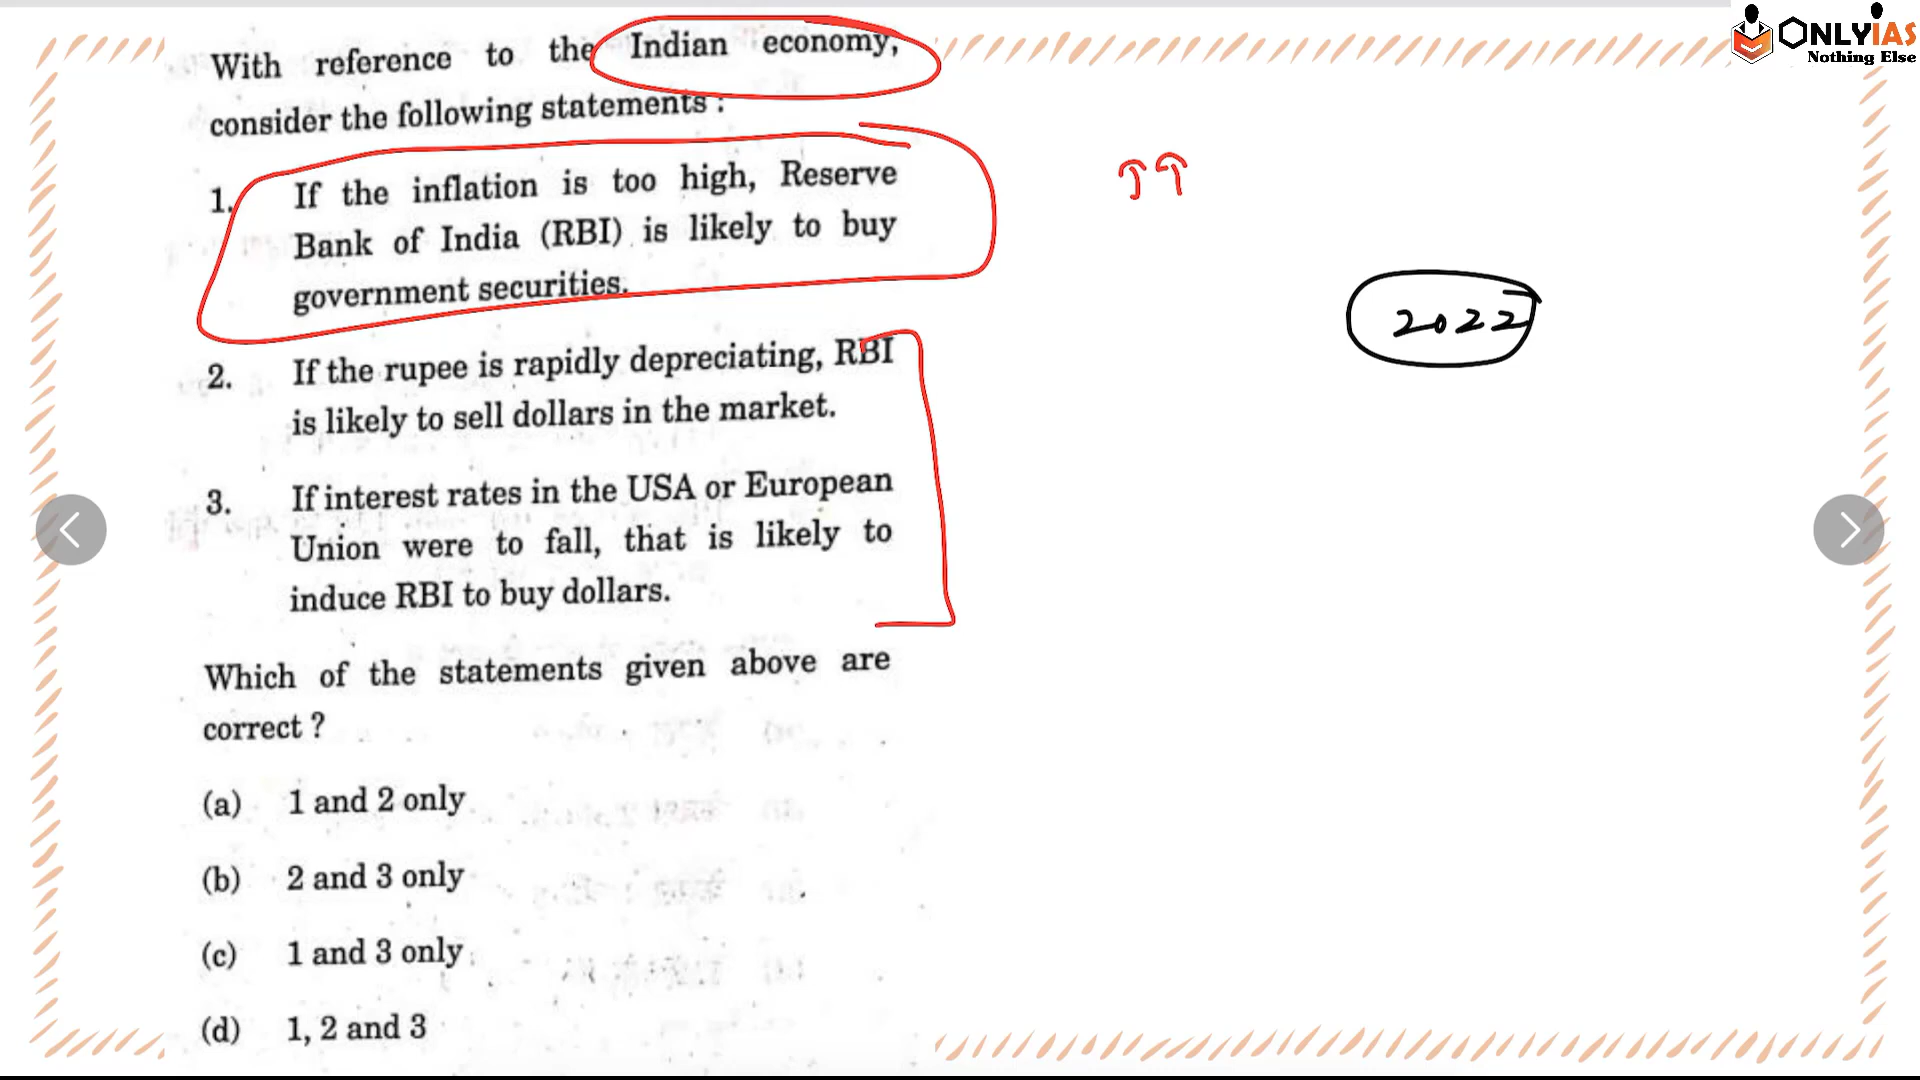 ONLYIAS
Nothing Else
With reference to the Indian economy,
consider the following statements :
1. If the inflation is too high, Reserve
Bank of India (RBI) is likely to buy
government securities.
↑↑
2022
2. If the rupee is rapidly depreciating, RBI
is likely to sell dollars in the market.
3. If interest rates in the USA or European
Union were to fall, that is likely to
induce RBI to buy dollars.
Which of the statements given above are
correct ?
(a) 1 and 2 only
(b) 2 and 3 only
(c) 1 and 3 only
(d) 1, 2 and 3